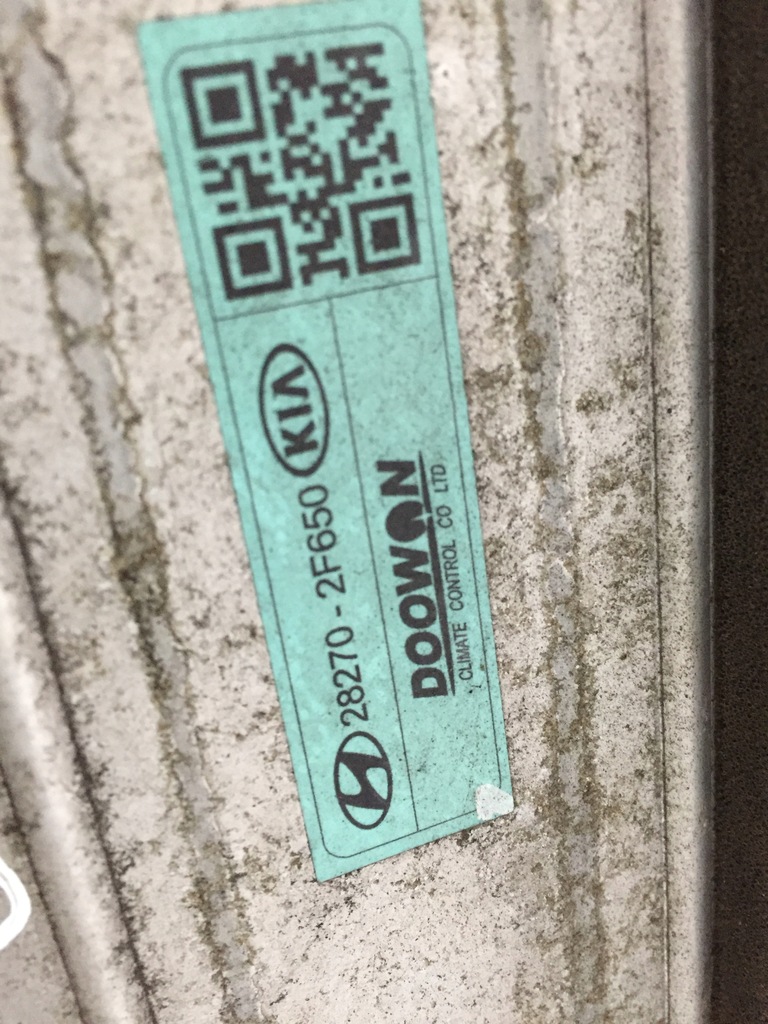 28270-2F650 KIA
DOOWON
CLIMATE CONTROL CO LTD